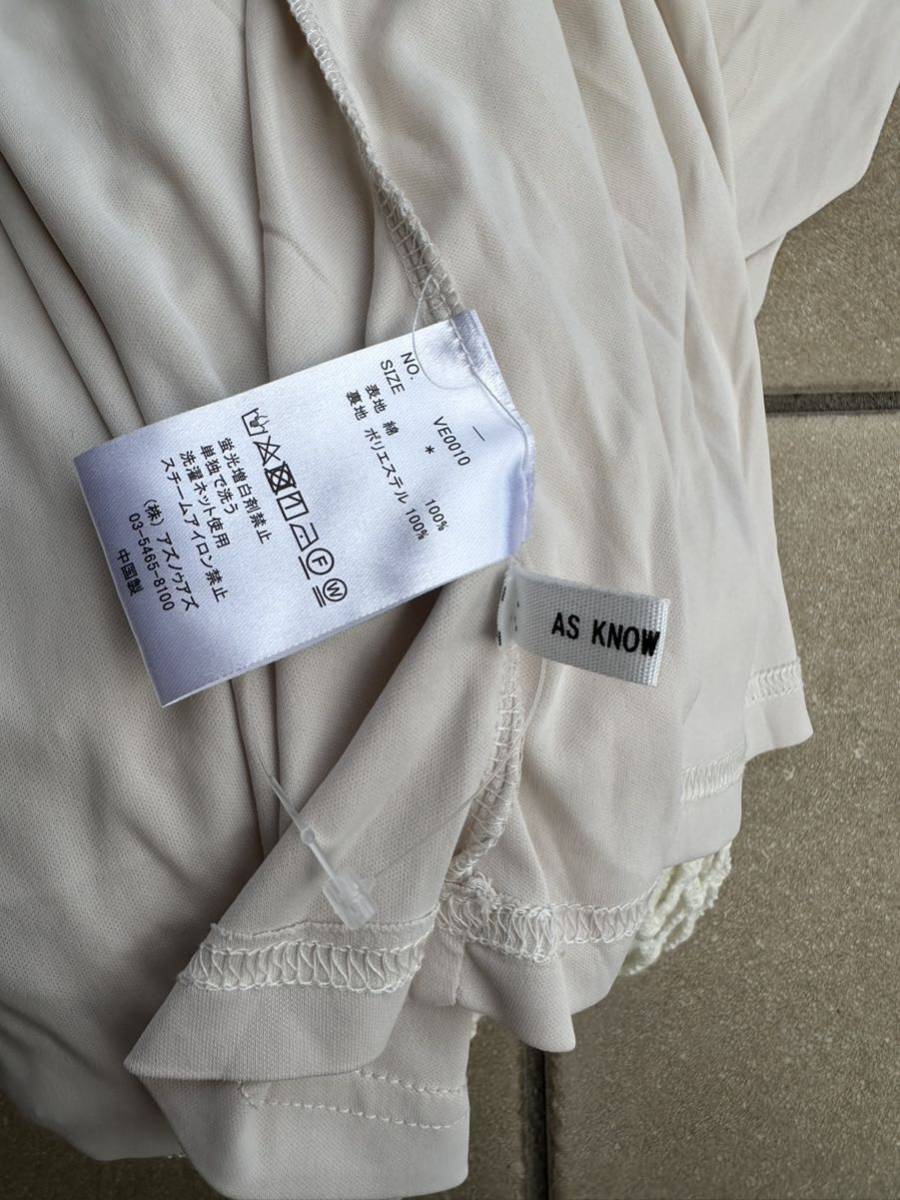 NO. VE0010
SIZE *
表地 綿 100%
裏地 ポリエステル 100%
F
W
蛍光増白剤禁止
単独で洗う
洗濯ネット使用
スチームアイロン禁止
(株) アズノゥアズ
03-5465-8100
中国製
AS KNOW